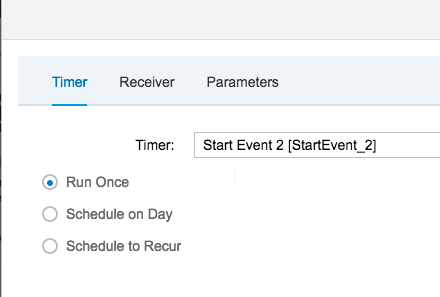 Timer Receiver Parameters
Timer: Start Event 2 [StartEvent_2]
Run Once
Schedule on Day
Schedule to Recur